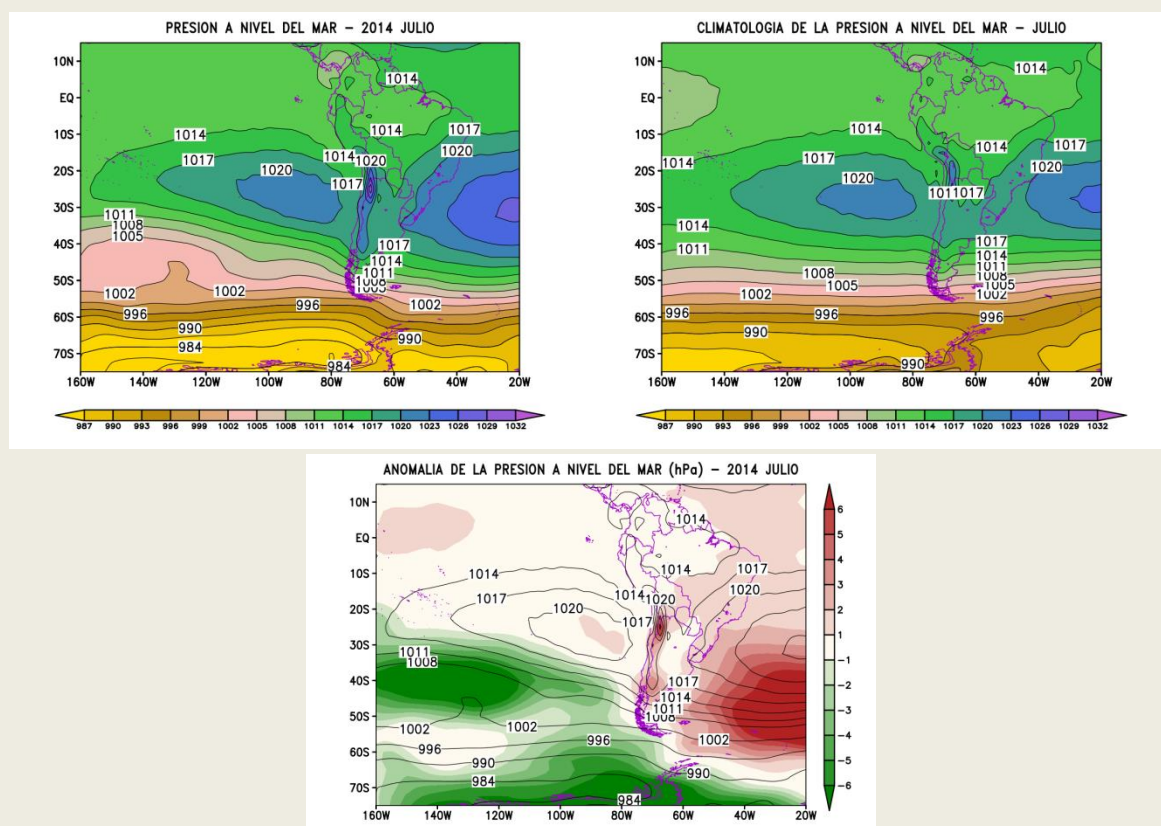 PRESION A NIVEL DEL MAR – 2014 JULIO
10N
EQ
10S
20S
30S
40S
50S
60S
70S
1014
1014
1017
1014
1020
1017
1014
1020
1020
1017
1011
1008
1005
1017
1014
1011
1008
1005
1002
1002
1002
996
996
990
990
984
984
160W 140W 120W 100W 80W 60W 40W 20W
987 990 993 996 999 1002 1005 1008 1011 1014 1017 1020 1023 1026 1029 1032
CLIMATOLOGIA DE LA PRESION A NIVEL DEL MAR – JULIO
10N
EQ
10S
20S
30S
40S
50S
60S
70S
1014
1014
1017
1014
1017
1014
1020
1020
10111017
1014
1017
1011
1014
1011
1008
1008
1005
1005
1002
1002
1002
996
996
996
990
990
160W 140W 120W 100W 80W 60W 40W 20W
987 990 993 996 999 1002 1005 1008 1011 1014 1017 1020 1023 1026 1029 1032
ANOMALIA DE LA PRESION A NIVEL DEL MAR (hPa) – 2014 JULIO
10N
EQ
10S
20S
30S
40S
50S
60S
70S
1014
1014
1017
1014
1014
1020
1020
1017
1020
1017
1011
1008
1017
1014
1011
1008
1002
1002
1002
996
996
990
990
984
984
160W 140W 120W 100W 80W 60W 40W 20W
6
5
4
3
2
1
-1
-2
-3
-4
-5
-6